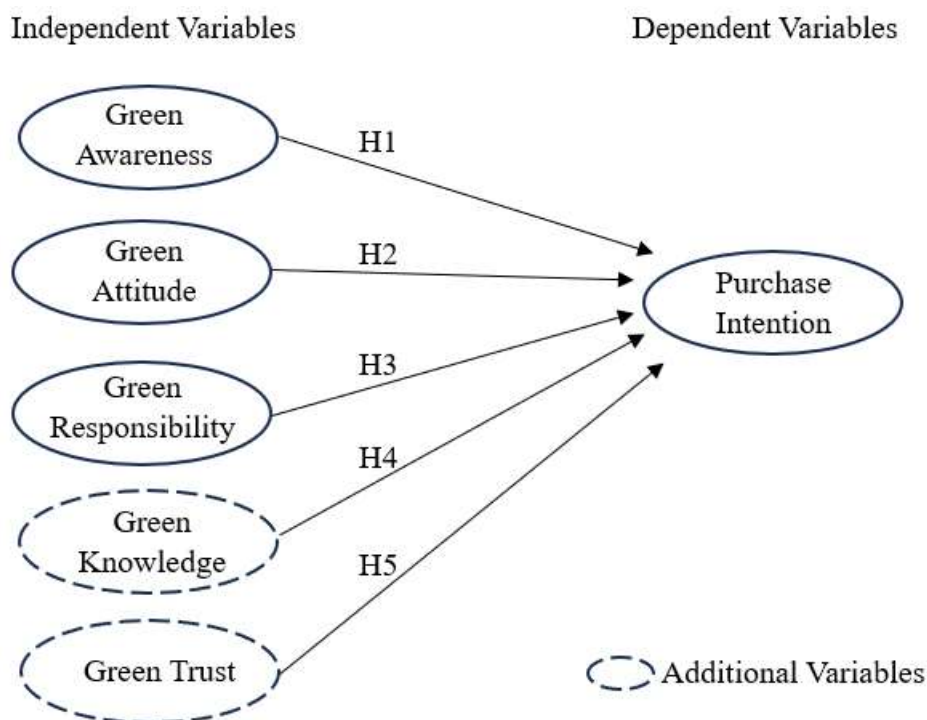 Independent Variables
Dependent Variables
Green
Awareness
H1
Green
Attitude
H2
Purchase
Intention
Green
Responsibility
H3
Green
Knowledge
H4
Green Trust
H5
Additional Variables